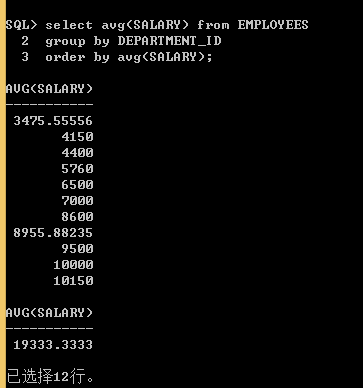 SQL> select avg(SALARY) from EMPLOYEES
2 group by DEPARTMENT_ID
3 order by avg(SALARY);
AVG(SALARY)
-----------
3475.55556
4150
4400
5760
6500
7000
8600
8955.88235
9500
10000
10150
AVG(SALARY)
-----------
19333.3333
已选择12行。